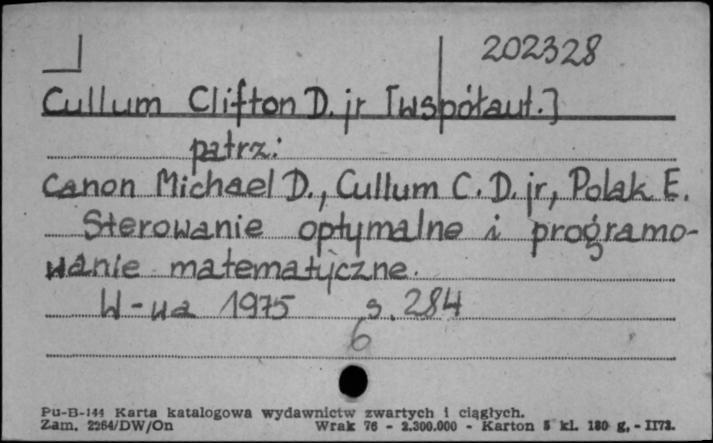 202328
Cullum Clifton D. jr [współaut.]
patrz:
Canon Michael D., Cullum C. D. jr, Polak E.
Sterowanie optymalne i programo-
wanie matematyczne.
W-wa 1975 s. 284
6
Pu-B-144 Karta katalogowa wydawnictw zwartych i ciągłych.
Zam. 2264/DW/On Wrak 76 - 2.300.000 - Karton 5 kl. 180 g. - II73.